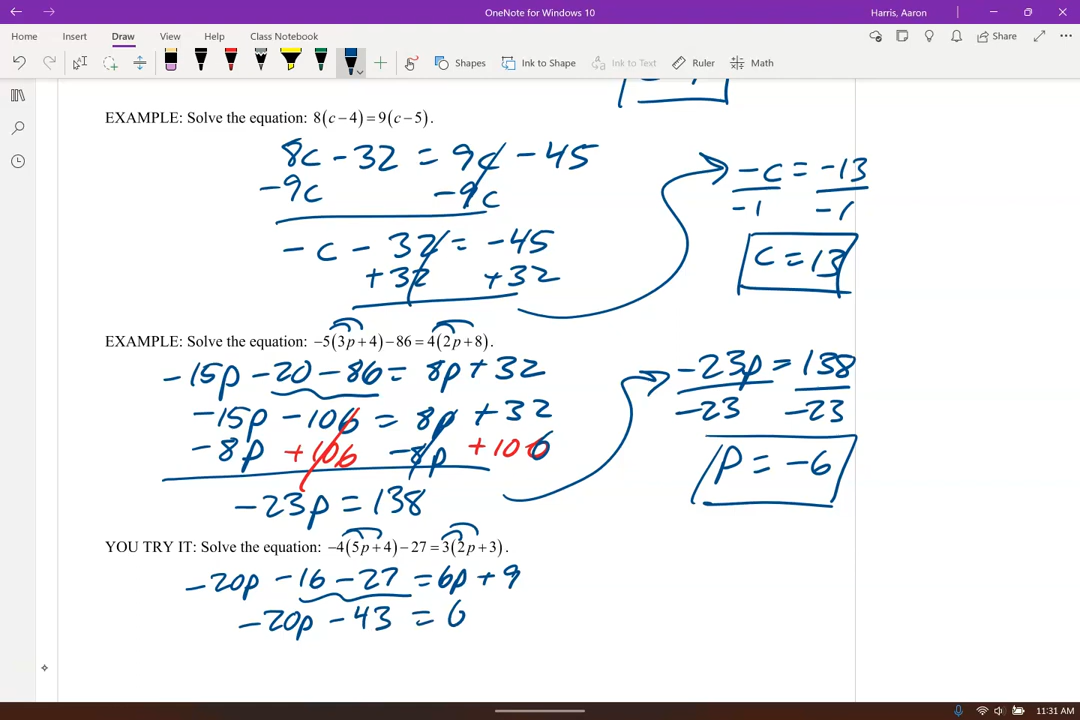 OneNote for Windows 10
Harris, Aaron
Home Insert Draw View Help Class Notebook
Share
Shapes Ink to Shape Ink to Text Ruler Math
EXAMPLE: Solve the equation: 8(c−4)=9(c−5).
8c - 32 = 9c - 45
-9c -9c
-c - 32 = -45
+32 +32
-c = -13
-1 -1
c = 13
EXAMPLE: Solve the equation: −5(3p+4)−86=4(2p+8).
-15p - 20 - 86 = 8p + 32
-15p - 106 = 8p + 32
-8p +106 -8p +106
-23p = 138
-23p = 138
-23 -23
p = -6
YOU TRY IT: Solve the equation: −4(5p+4)−27=3(2p+3).
-20p - 16 - 27 = 6p + 9
-20p - 43 = 6
11:31 AM